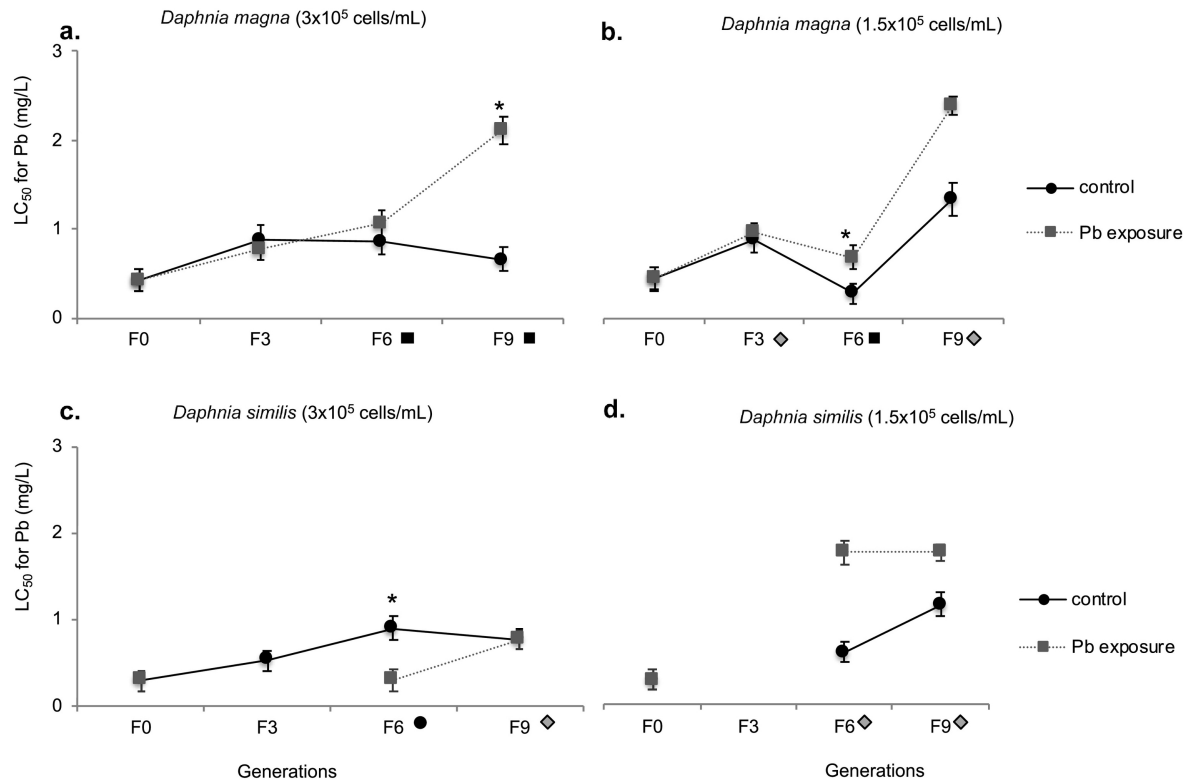 a.
Daphnia magna (3x10⁵ cells/mL)
LC₅₀ for Pb (mg/L)
3
2
1
0
*
F0 F3 F6 F9
b.
Daphnia magna (1.5x10⁵ cells/mL)
*
F0 F3 F6 F9
control
Pb exposure
c.
Daphnia similis (3x10⁵ cells/mL)
LC₅₀ for Pb (mg/L)
3
2
1
0
*
F0 F3 F6 F9
Generations
d.
Daphnia similis (1.5x10⁵ cells/mL)
F0 F3 F6 F9
Generations
control
Pb exposure